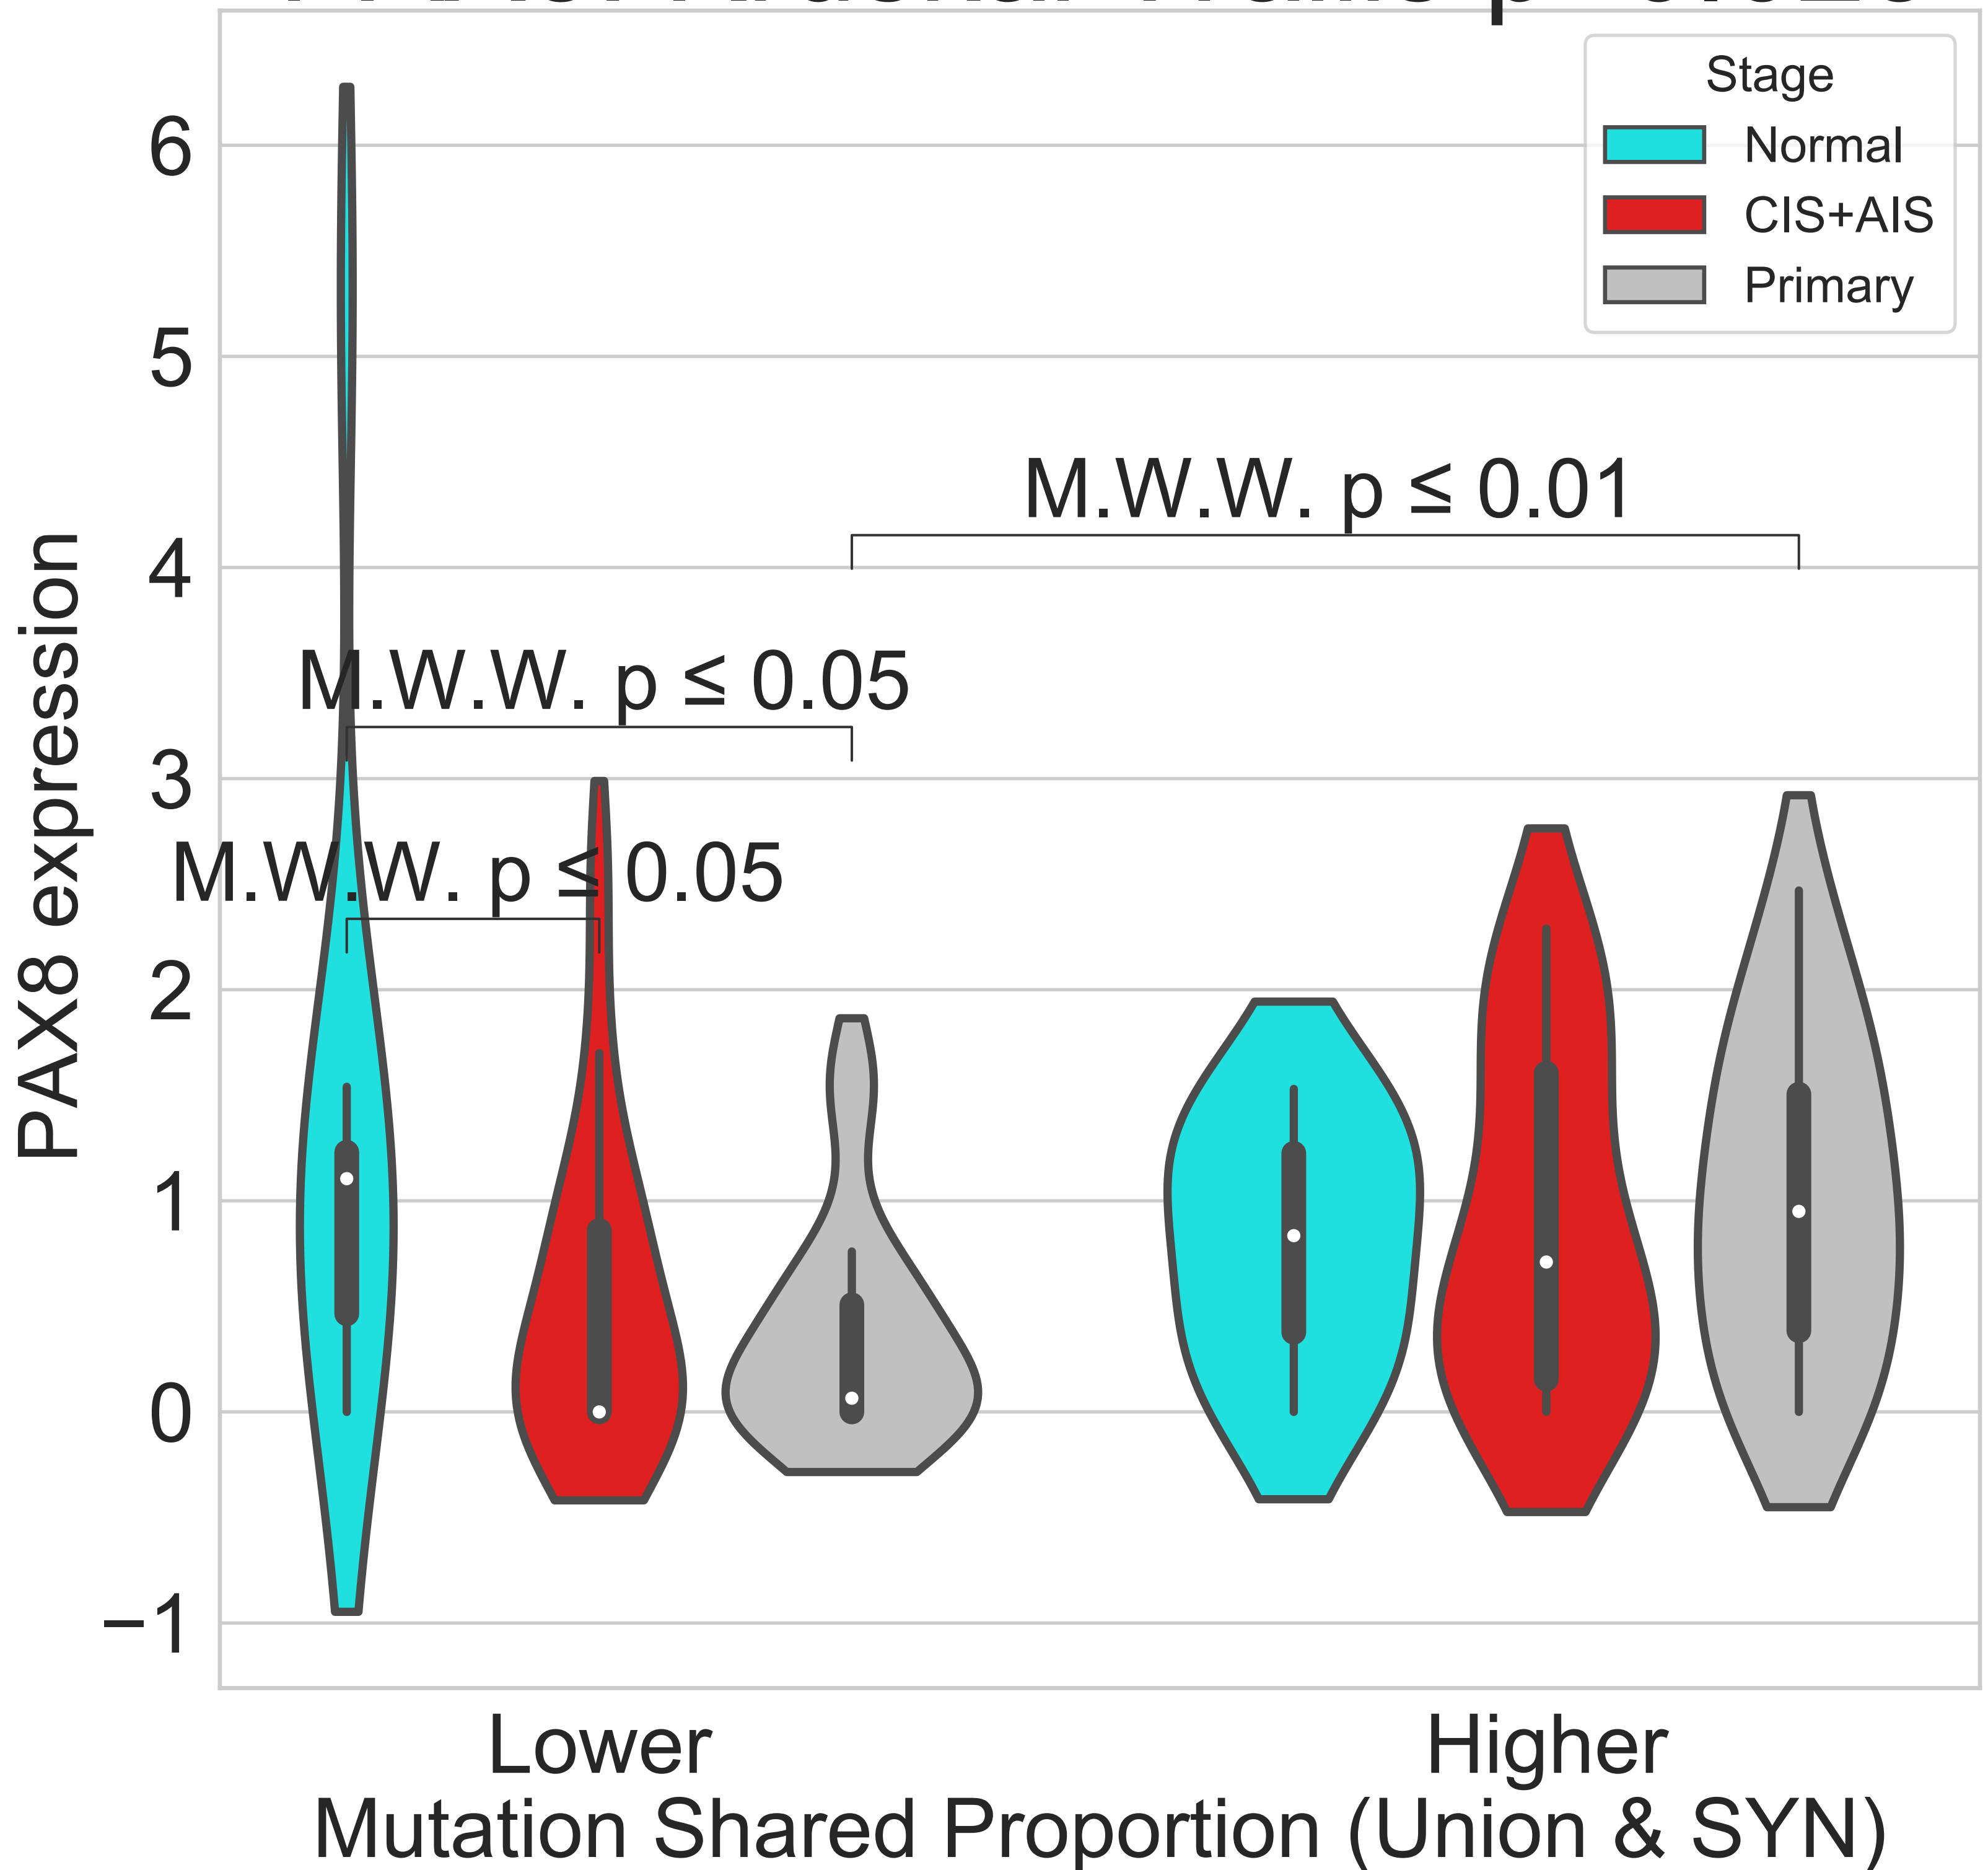 Stage
Normal
CIS+AIS
Primary
6
5
4
3
2
1
0
−1
PAX8 expression
M.W.W. p ≤ 0.01
M.W.W. p ≤ 0.05
M.W.W. p ≤ 0.05
Lower
Higher
Mutation Shared Proportion (Union & SYN)